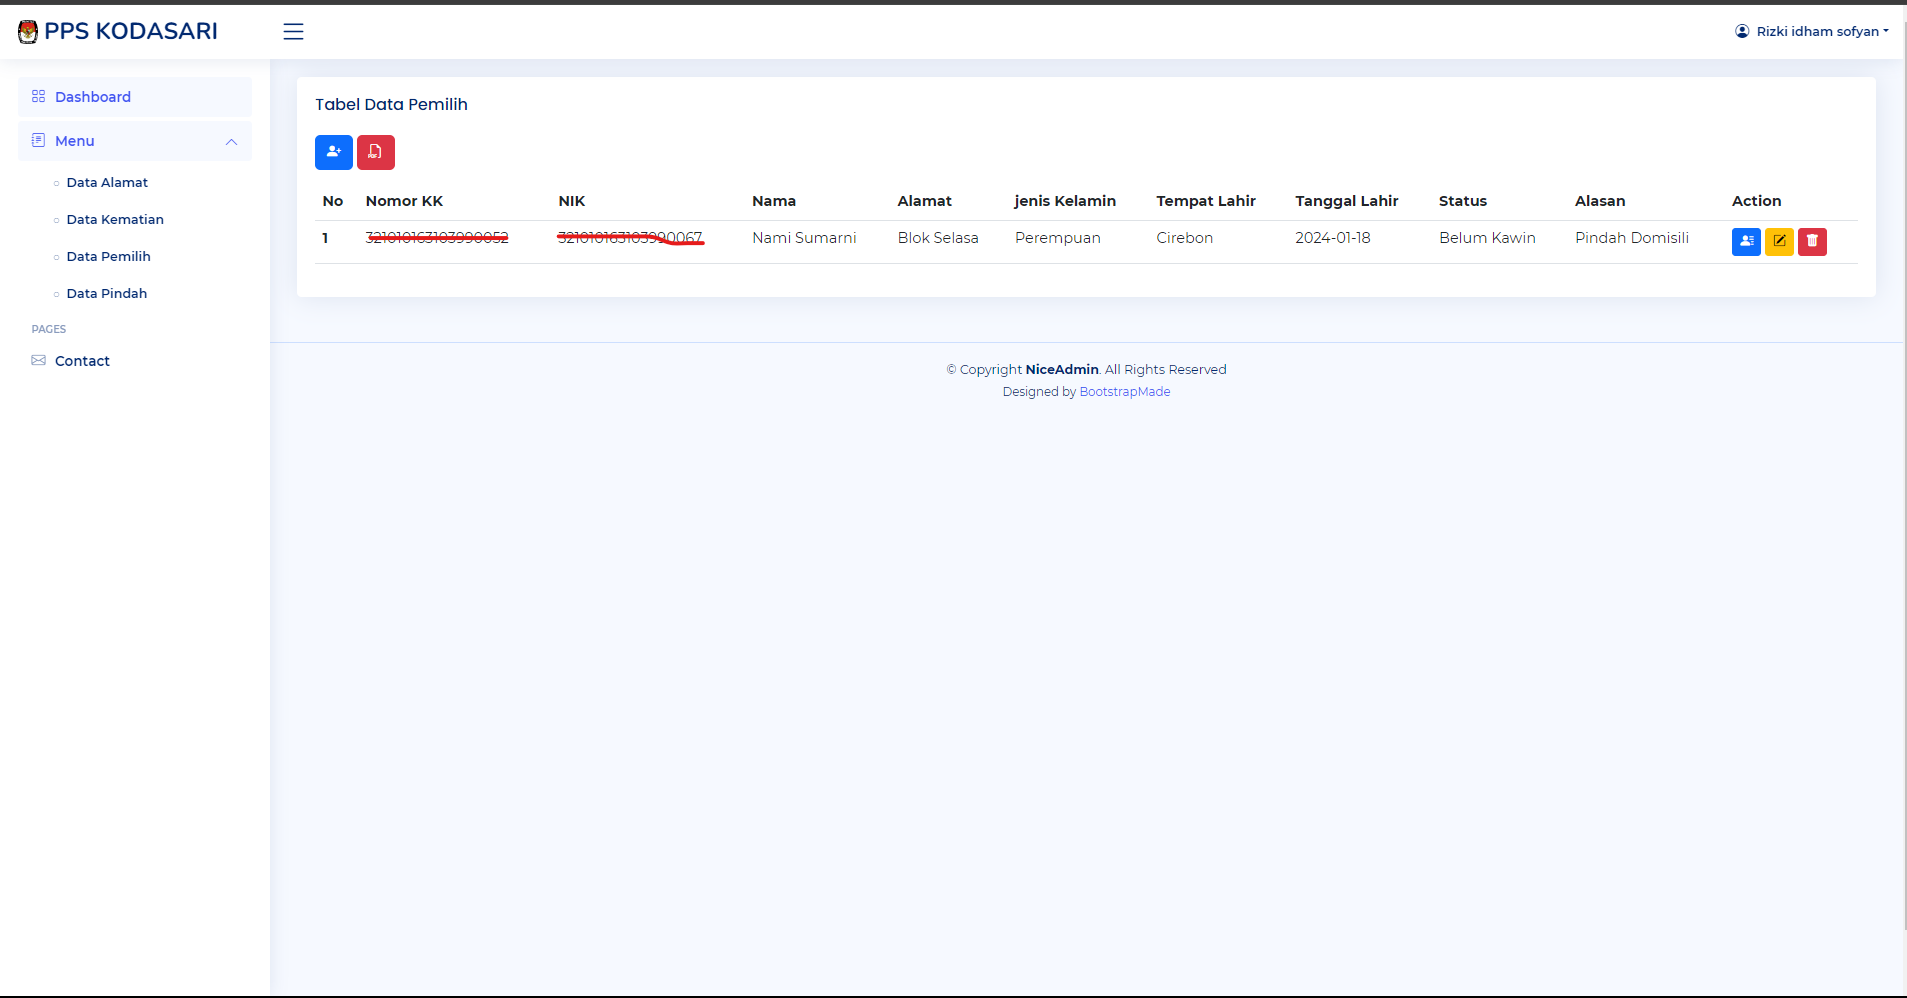 PPS KODASARI
Rizki idham sofyan
Dashboard
Menu
Data Alamat
Data Kematian
Data Pemilih
Data Pindah
PAGES
Contact
Tabel Data Pemilih
PDF
No Nomor KK NIK Nama Alamat jenis Kelamin Tempat Lahir Tanggal Lahir Status Alasan Action
1 Nami Sumarni Blok Selasa Perempuan Cirebon 2024-01-18 Belum Kawin Pindah Domisili
© Copyright NiceAdmin. All Rights Reserved
Designed by BootstrapMade